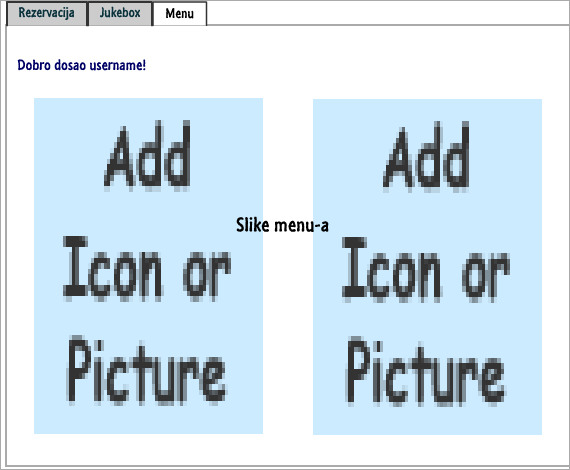 Rezervacija Jukebox Menu
Dobro dosao username!
Add
Icon or
Picture
Slike menu-a
Add
Icon or
Picture